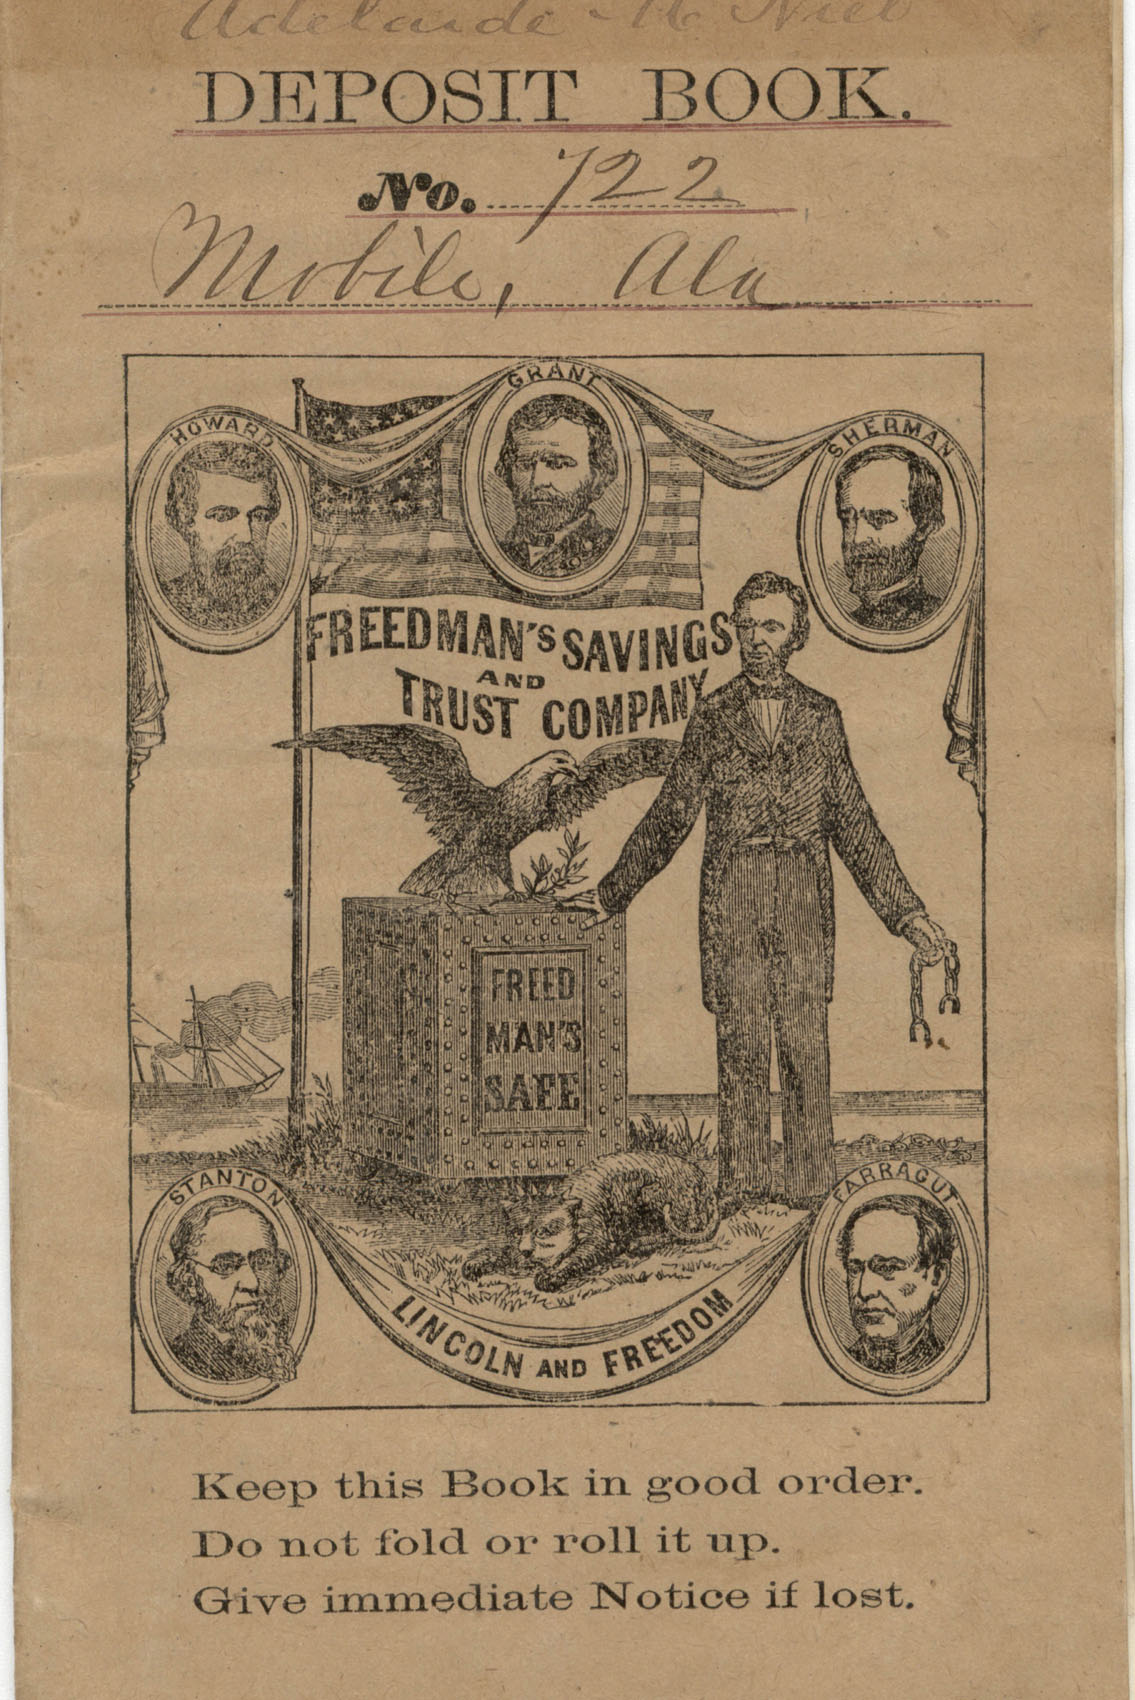 Adelaide McNiel
DEPOSIT BOOK.
No. 722
Mobile, Ala
GRANT
HOWARD
SHERMAN
FREEDMAN'S SAVINGS
AND
TRUST COMPANY
FREED
MAN'S
SAFE
STANTON
FARRAGUT
LINCOLN AND FREEDOM
Keep this Book in good order.
Do not fold or roll it up.
Give immediate Notice if lost.